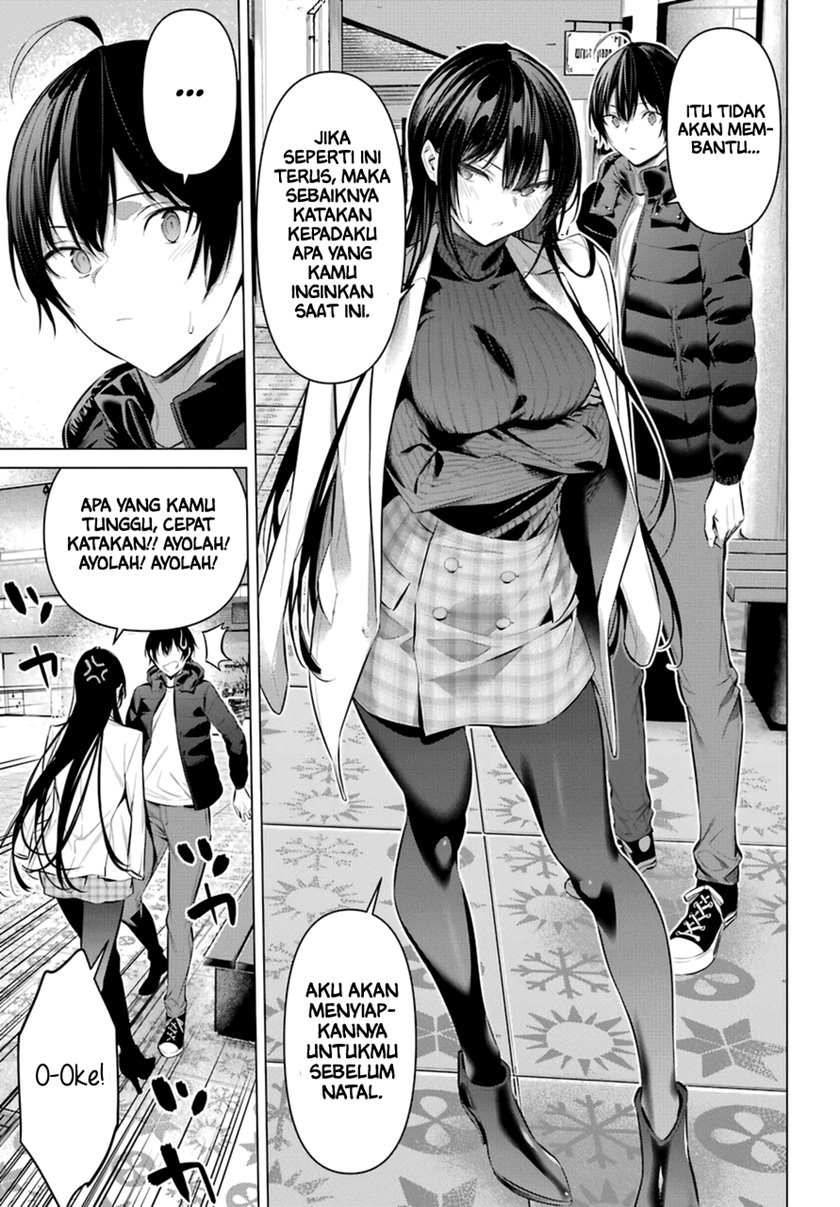 ITU TIDAK
AKAN MEM-
BANTU...
JIKA
SEPERTI INI
TERUS, MAKA
SEBAIKNYA
KATAKAN
KEPADAKU
APA YANG
KAMU
INGINKAN
SAAT INI.
AKU AKAN
MENYIAP-
KANNYA
UNTUKMU
SEBELUM
NATAL.
...
APA YANG KAMU
TUNGGU, CEPAT
KATAKAN!! AYOLAH!
AYOLAH! AYOLAH!
O-OKE!